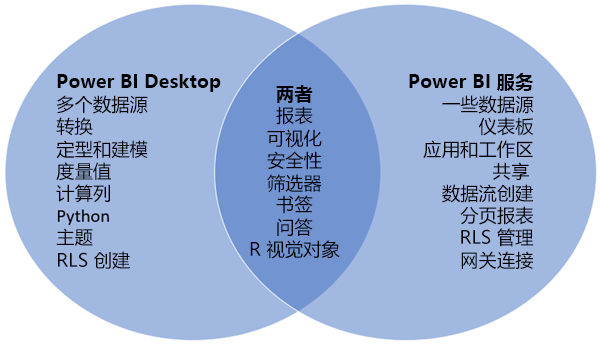 Power BI Desktop
多个数据源
转换
定型和建模
度量值
计算列
Python
主题
RLS 创建
两者
报表
可视化
安全性
筛选器
书签
问答
R 视觉对象
Power BI 服务
一些数据源
仪表板
应用和工作区
共享
数据流创建
分页报表
RLS 管理
网关连接